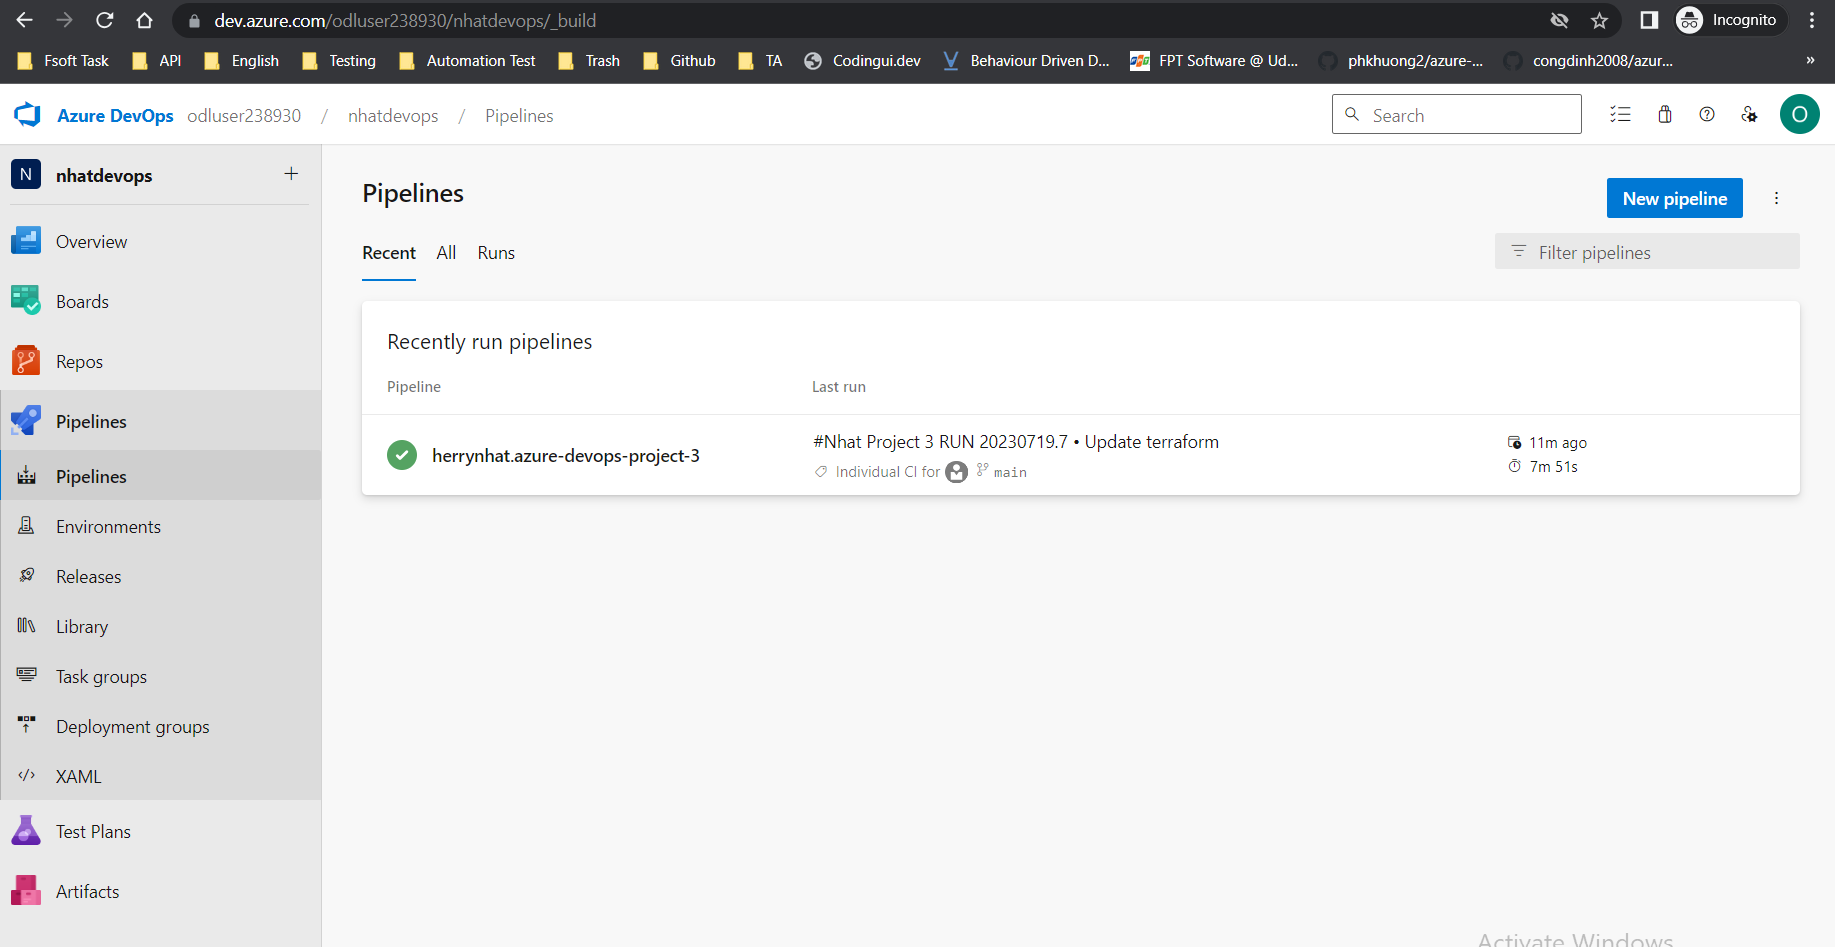 dev.azure.com/odluser238930/nhatdevops/_build
Incognito
Fsoft Task
API
English
Testing
Automation Test
Trash
Github
TA
Codingui.dev
Behaviour Driven D...
FPT Software @ Ud...
phkhuong2/azure-...
congdinh2008/azur...
»
Azure DevOps odluser238930 / nhatdevops / Pipelines
Search
O
N nhatdevops +
Overview
Boards
Repos
Pipelines
Pipelines
Environments
Releases
Library
Task groups
Deployment groups
XAML
Test Plans
Artifacts
Pipelines
New pipeline
Recent All Runs
Filter pipelines
Recently run pipelines
Pipeline Last run
herrynhat.azure-devops-project-3
#Nhat Project 3 RUN 20230719.7 • Update terraform
Individual CI for main
11m ago
7m 51s
Activate Windows